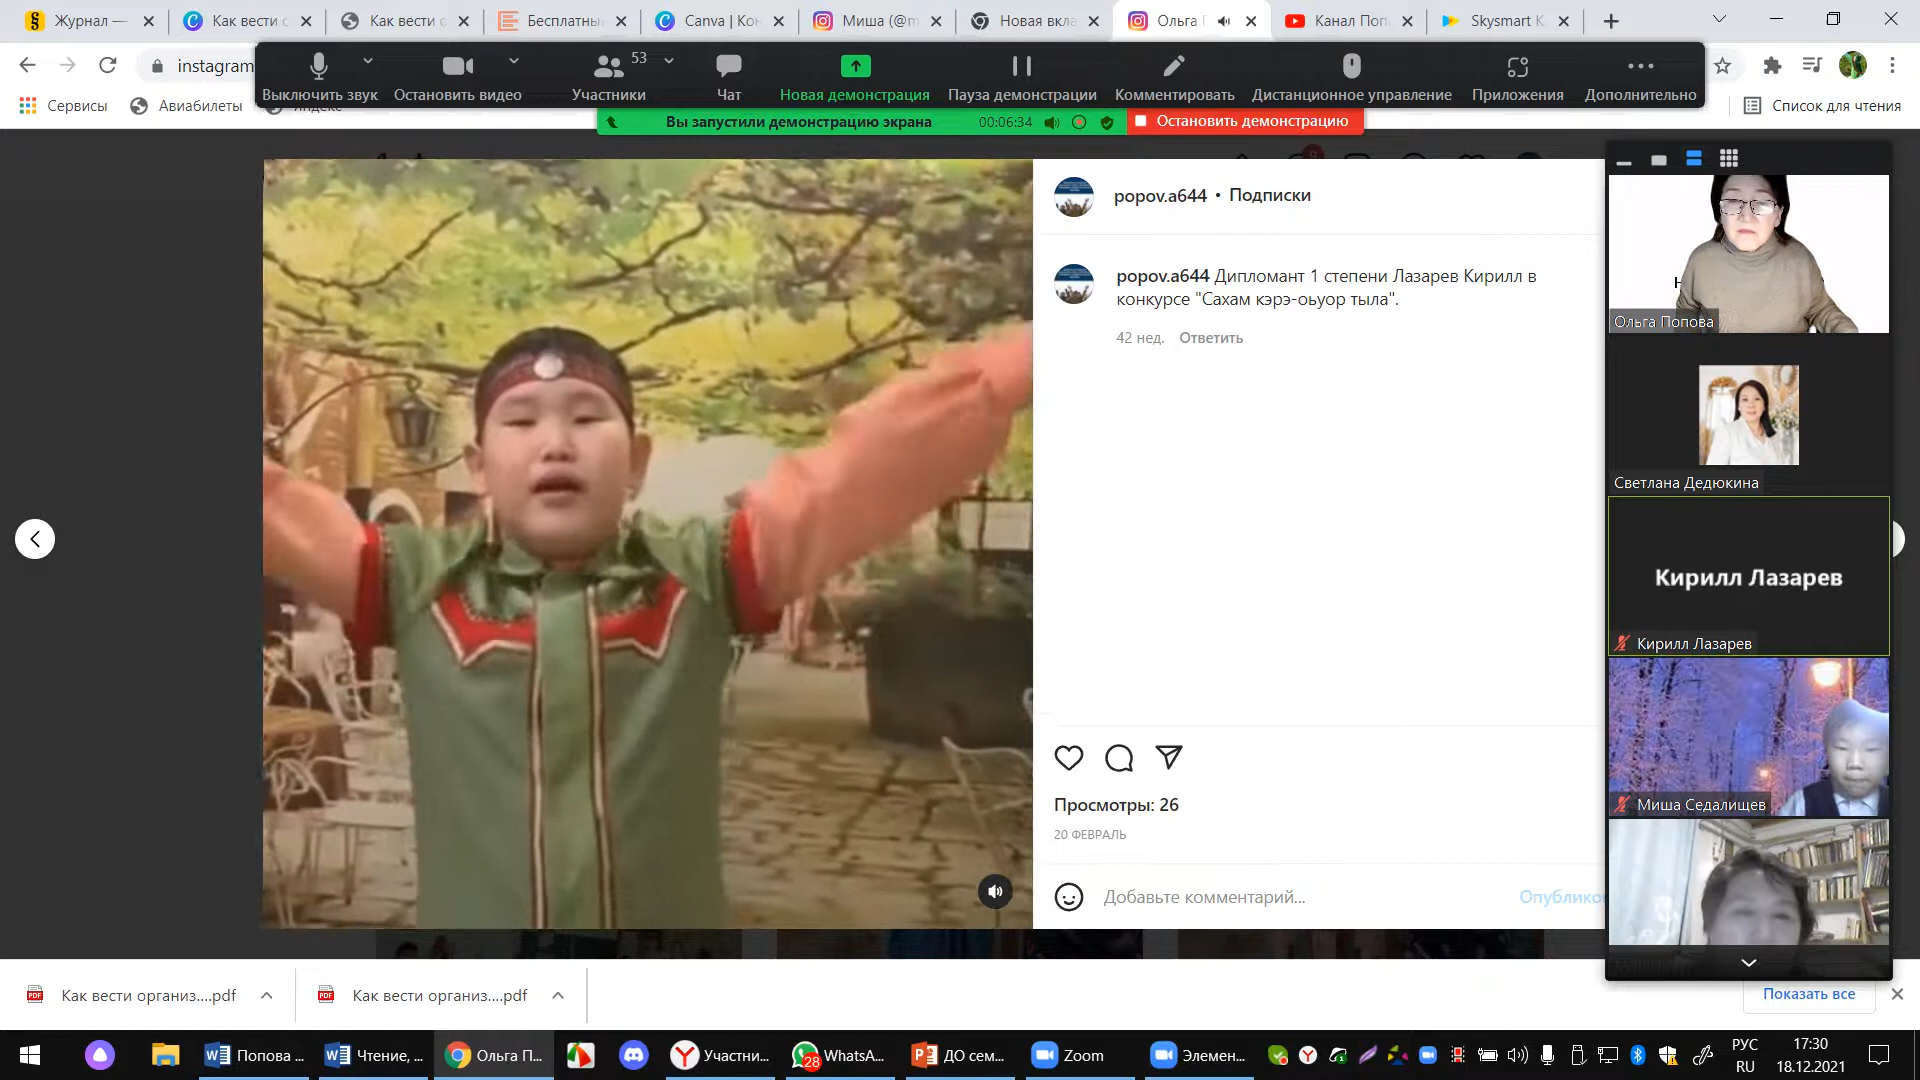 Журнал —
Как вести с
Как вести с
Бесплатны
Canva | Кон
Миша (@m
Новая вкла
Ольга
Канал Поп
Skysmart К
instagram
Выключить звук
Остановить видео
53
Участники
Чат
Новая демонстрация
Пауза демонстрации
Комментировать
Дистанционное управление
Приложения
Дополнительно
Сервисы
Авиабилеты
Список для чтения
Вы запустили демонстрацию экрана
00:06:34
Остановить демонстрацию
popov.a644 • Подписки
popov.a644 Дипломант 1 степени Лазарев Кирилл в
конкурсе "Сахам кэрэ-оьуор тыла".
42 нед. Ответить
Просмотры: 26
20 ФЕВРАЛЬ
Добавьте комментарий...
Опублико
Ольга Попова
Светлана Дедюкина
Кирилл Лазарев
Кирилл Лазарев
Миша Седалищев
Как вести организ....pdf
Как вести организ....pdf
Показать все
Попова ...
Чтение, ...
Ольга П...
Участни...
28
WhatsA...
ДО сем...
Zoom
Элемен...
РУС
RU
17:30
18.12.2021